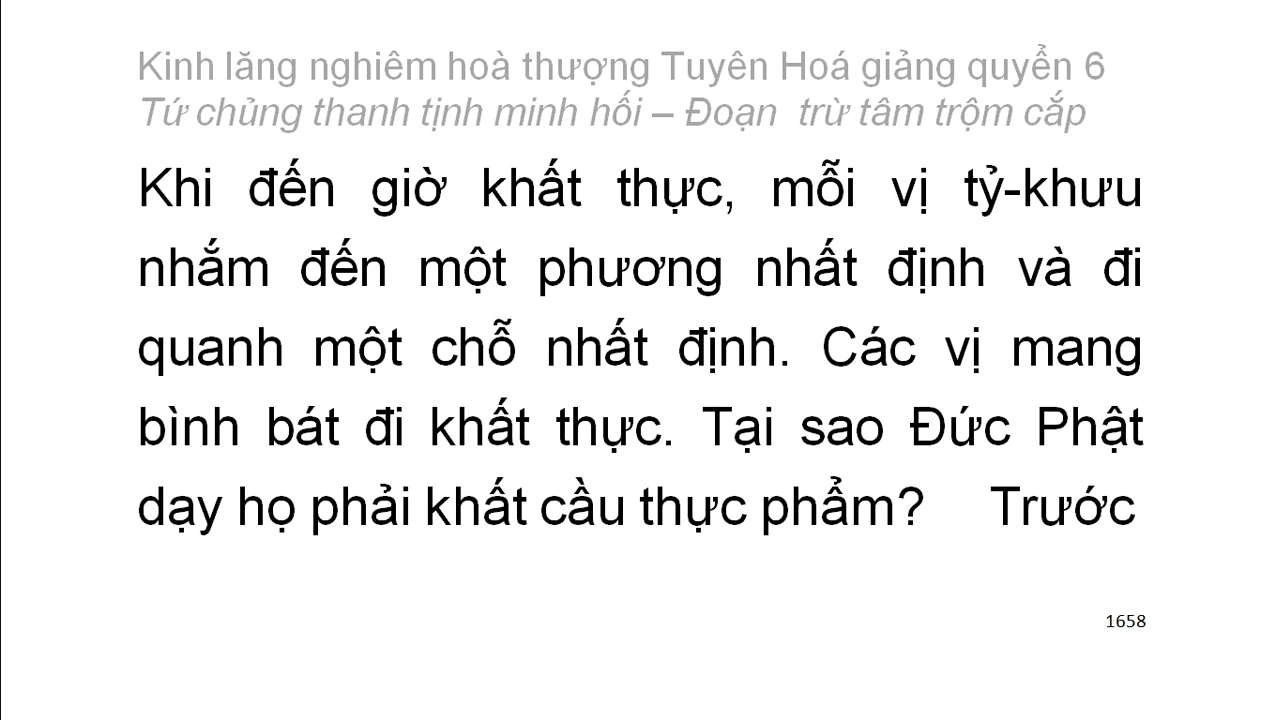 Kinh lăng nghiêm hoà thượng Tuyên Hoá giảng quyển 6
Tứ chủng thanh tịnh minh hối – Đoạn trừ tâm trộm cắp
Khi đến giờ khất thực, mỗi vị tỷ-khưu
nhắm đến một phương nhất định và đi
quanh một chỗ nhất định. Các vị mang
bình bát đi khất thực. Tại sao Đức Phật
dạy họ phải khất cầu thực phẩm? Trước
1658